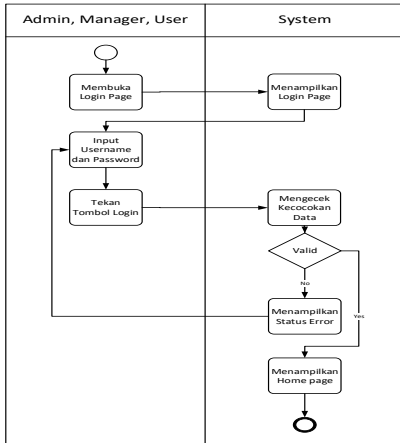 Admin, Manager, User
System
Membuka
Login Page
Menampilkan
Login Page
Input
Username
dan Password
Tekan
Tombol Login
Mengecek
Kecocokan
Data
Valid
No
Yes
Menampilkan
Status Error
Menampilkan
Home page